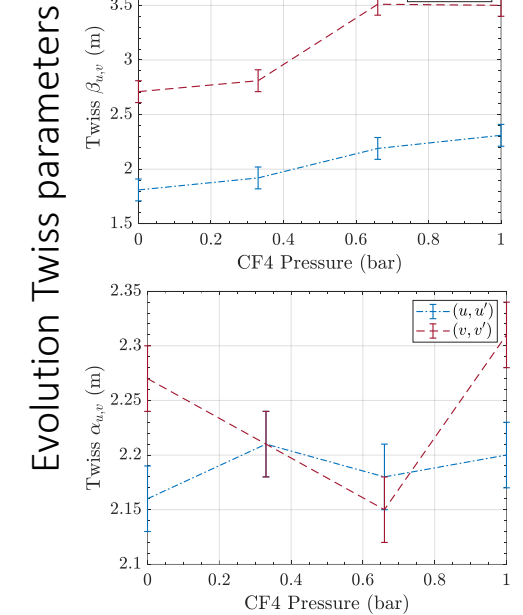 Evolution Twiss parameters
3.5
3
2.5
2
1.5
Twiss βu,v (m)
0 0.2 0.4 0.6 0.8 1
CF4 Pressure (bar)
2.35
2.3
2.25
2.2
2.15
2.1
Twiss αu,v (m)
(u, u′)
(v, v′)
0 0.2 0.4 0.6 0.8 1
CF4 Pressure (bar)